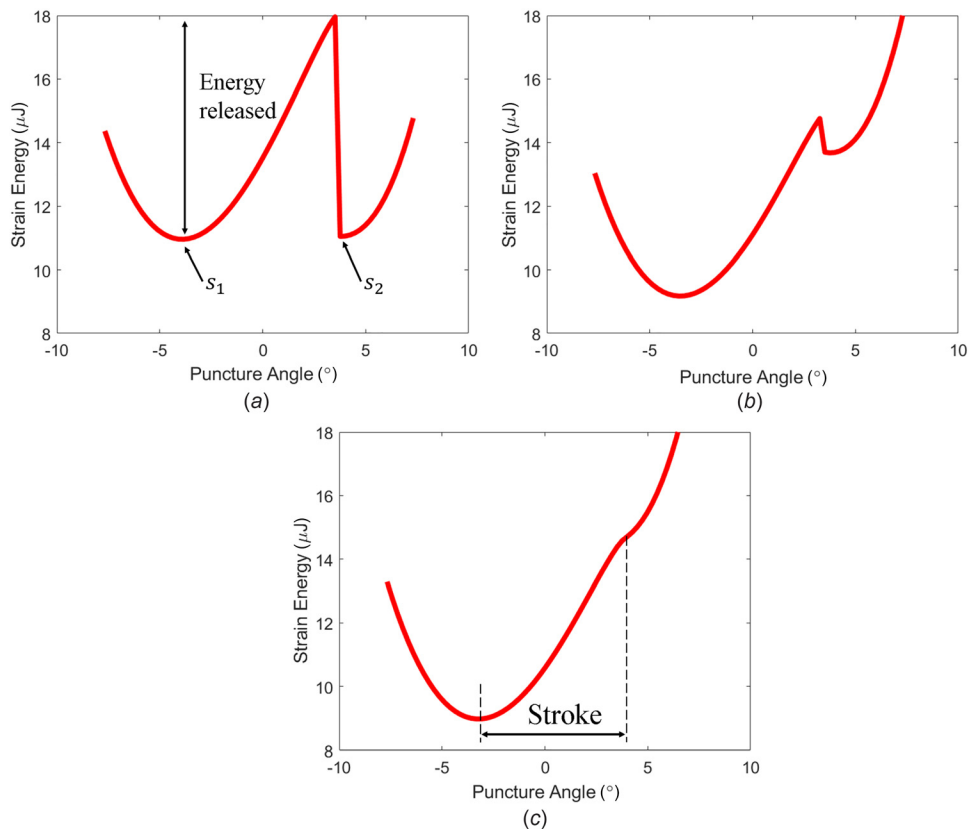 18
16
14
12
10
8
Strain Energy (μJ)
Energy
released
s₁
s₂
-10
-5
0
5
10
Puncture Angle (°)
(a)
18
16
14
12
10
8
Strain Energy (μJ)
-10
-5
0
5
10
Puncture Angle (°)
(b)
18
16
14
12
10
8
Strain Energy (μJ)
Stroke
-10
-5
0
5
10
Puncture Angle (°)
(c)